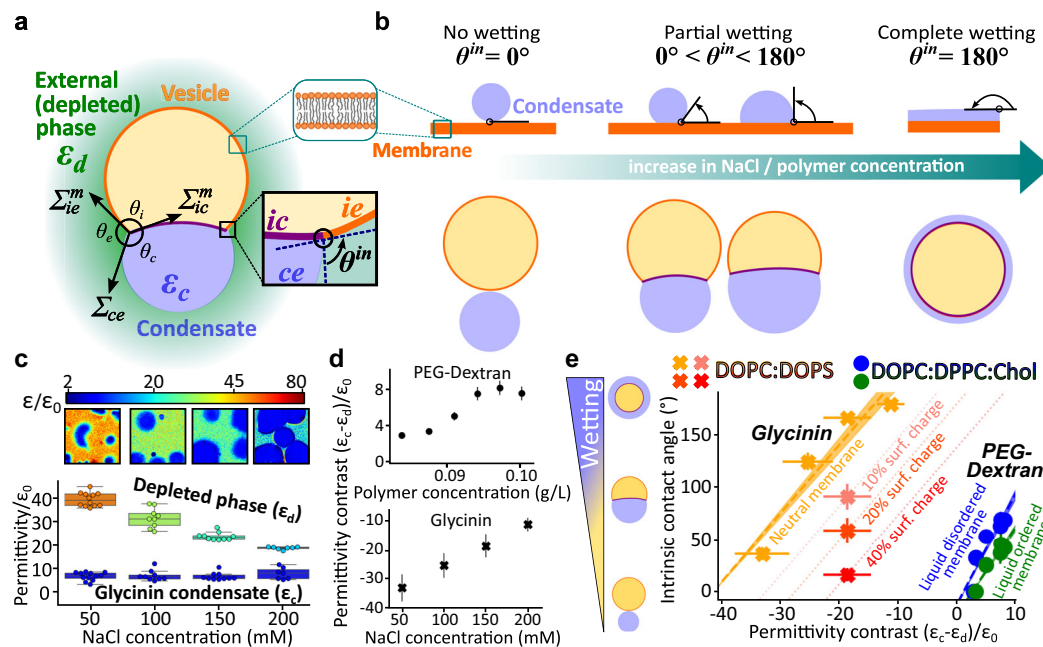 a
External
(depleted)
phase
ε_d
Vesicle
Σ^m_ie
Σ^m_ic
θ_i
θ_e
θ_c
Σ_ce
ε_c
Condensate
ic
ie
ce
θ^in
b
No wetting
θ^in = 0°
Partial wetting
0° < θ^in < 180°
Complete wetting
θ^in = 180°
Condensate
Membrane
increase in NaCl / polymer concentration
c
2 20 45 80
ε/ε₀
Permittivity/ε₀
40
30
20
10
0
Depleted phase (ε_d)
Glycinin condensate (ε_c)
50 100 150 200
NaCl concentration (mM)
d
Permittivity contrast (ε_c-ε_d)/ε₀
PEG-Dextran
12
8
4
0
0.09 0.10
Polymer concentration (g/L)
Glycinin
-10
-20
-30
-40
50 100 150 200
NaCl concentration (mM)
e
Wetting
DOPC:DOPS
DOPC:DPPC:Chol
Intrinsic contact angle (°)
150
100
50
0
Glycinin
Neutral membrane
10% surf. charge
20% surf. charge
40% surf. charge
PEG-
Dextran
Liquid disordered
membrane
Liquid ordered
membrane
-40 -30 -20 -10 0 10
Permittivity contrast (ε_c-ε_d)/ε₀